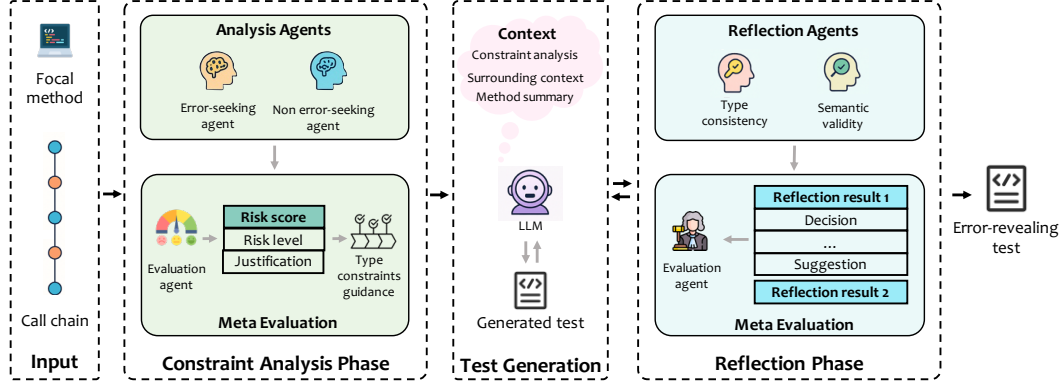 Focal
method
Call chain
Input
Analysis Agents
Error-seeking
agent
Non error-seeking
agent
Evaluation
agent
Risk score
Risk level
Justification
Type
constraints
guidance
Meta Evaluation
Constraint Analysis Phase
Context
Constraint analysis
Surrounding context
Method summary
LLM
</>
Generated test
Test Generation
Reflection Agents
Type
consistency
Semantic
validity
Evaluation
agent
Reflection result 1
Decision
...
Suggestion
Reflection result 2
Meta Evaluation
Reflection Phase
</>
Error-revealing
test